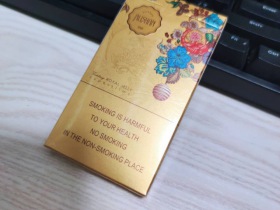 SMOKING IS HARMFUL
TO YOUR HEALTH
NO SMOKING
IN THE NON-SMOKING PLACE